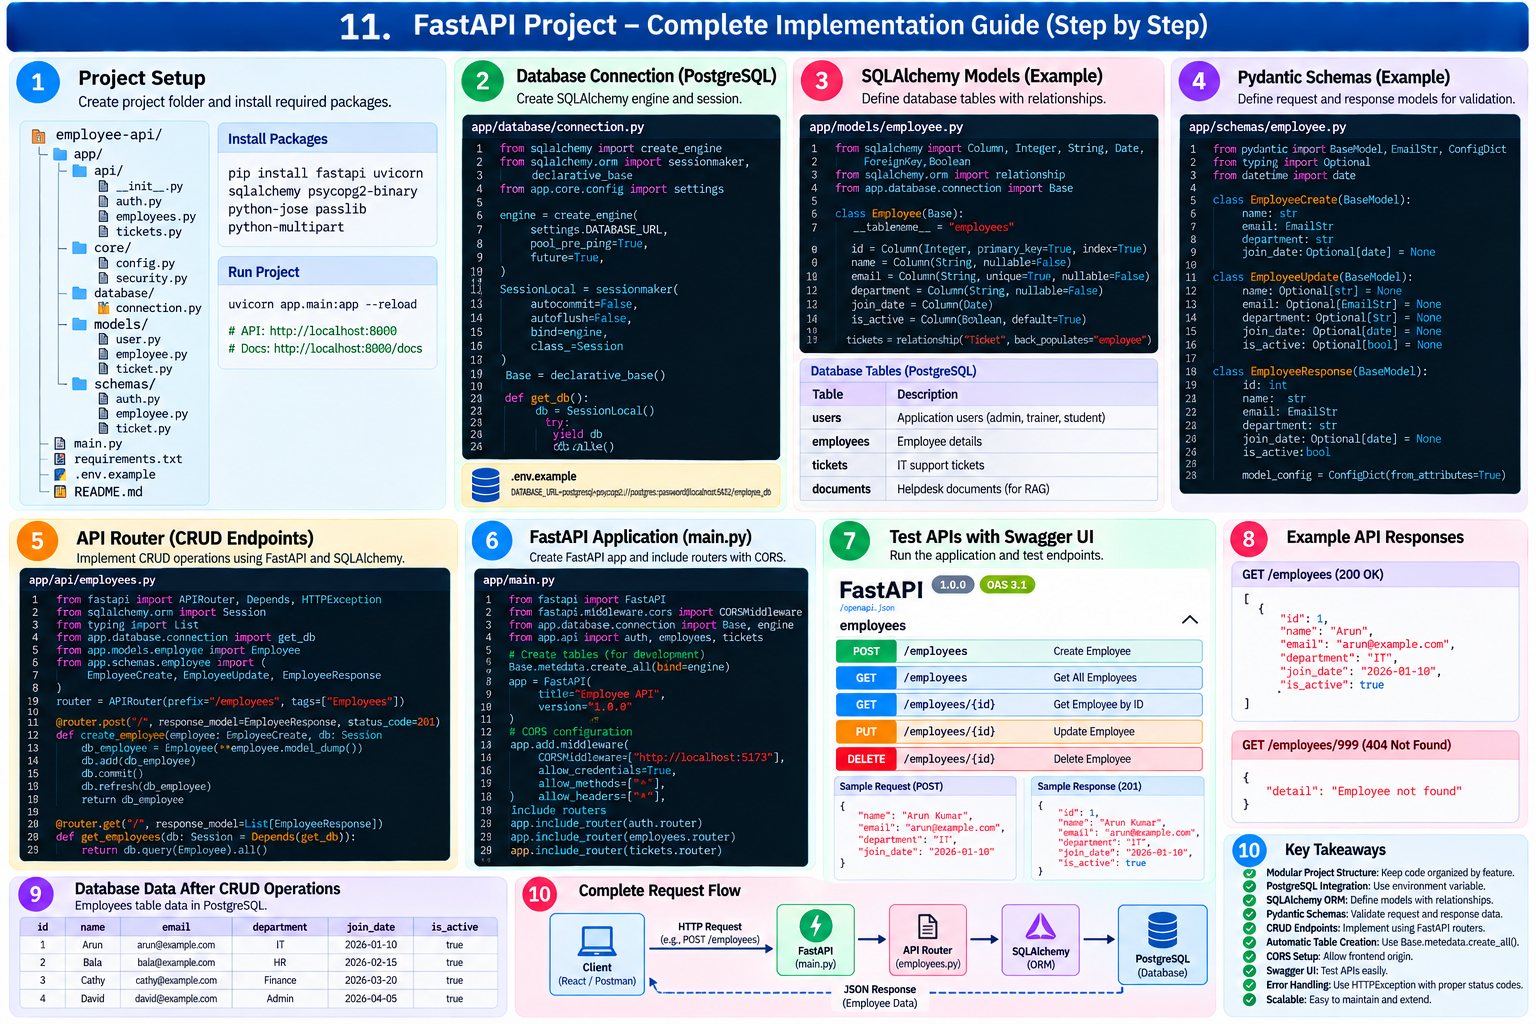 11. FastAPI Project – Complete Implementation Guide (Step by Step)
1 Project Setup
Create project folder and install required packages.
employee-api/
app/
api/
__init__.py
auth.py
employees.py
tickets.py
core/
config.py
security.py
database/
connection.py
models/
user.py
employee.py
ticket.py
schemas/
auth.py
employee.py
ticket.py
main.py
requirements.txt
.env.example
README.md
Install Packages
pip install fastapi uvicorn
sqlalchemy psycopg2-binary
python-jose passlib
python-multipart
Run Project
uvicorn app.main:app --reload
# API: http://localhost:8000
# Docs: http://localhost:8000/docs
2 Database Connection (PostgreSQL)
Create SQLAlchemy engine and session.
app/database/connection.py
from sqlalchemy import create_engine
from sqlalchemy.orm import sessionmaker,
declarative_base
from app.core.config import settings
engine = create_engine(
settings.DATABASE_URL,
pool_pre_ping=True,
future=True,
)
SessionLocal = sessionmaker(
autocommit=False,
autoflush=False,
bind=engine,
class_=Session
)
Base = declarative_base()
def get_db():
db = SessionLocal()
try:
yield db
.env.example
3 SQLAlchemy Models (Example)
Define database tables with relationships.
app/models/employee.py
from sqlalchemy import Column, Integer, String, Date,
ForeignKey,Boolean
from sqlalchemy.orm import relationship
from app.database.connection import Base
class Employee(Base):
= "employees"
id = Column(Integer, primary_key=True, index=True)
name = Column(String, nullable=False)
email = Column(String, unique=True, nullable=False)
department = Column(String, nullable=False)
join_date = Column(Date)
is_active = Column(Boolean, default=True)
tickets = relationship("Ticket", back_populates="employee")
Database Tables (PostgreSQL)
Table Description
users Application users (admin, trainer, student)
employees Employee details
tickets IT support tickets
documents Helpdesk documents (for RAG)
4 Pydantic Schemas (Example)
Define request and response models for validation.
app/schemas/employee.py
from pydantic import BaseModel, EmailStr, ConfigDict
from typing import Optional
from datetime import date
class EmployeeCreate(BaseModel):
name: str
email: EmailStr
department: str
join_date: Optional[date] = None
class EmployeeUpdate(BaseModel):
name: Optional[str] = None
email: Optional[EmailStr] = None
department: Optional[Str] = None
join_date: Optional[date] = None
is_active: Optional[bool] = None
class EmployeeResponse(BaseModel):
id: int
name: str
email: EmailStr
department: str
join_date: Optional[date] = None
is_active:bool
model_config = ConfigDict(from_attributes=True)
5 API Router (CRUD Endpoints)
Implement CRUD operations using FastAPI and SQLAlchemy.
app/api/employees.py
from fastapi import APIRouter, Depends, HTTPException
from sqlalchemy.orm import Session
from typing import List
from app.database.connection import get_db
from app.models.employee import Employee
from app.schemas.employee import (
EmployeeCreate, EmployeeUpdate, EmployeeResponse
)
router = APIRouter(prefix="/employees", tags=["Employees"])
@router.post("/", response_model=EmployeeResponse, status_code=201)
def create_employee(employee: EmployeeCreate, db: Session
db_employee = Employee(**employee.model_dump())
db.add(db_employee)
db.commit()
db.refresh(db_employee)
return db_employee
@router.get("/", response_model=List[EmployeeResponse])
def get_employees(db: Session = Depends(get_db)):
return db.query(Employee).all()
6 FastAPI Application (main.py)
Create FastAPI app and include routers with CORS.
app/main.py
from fastapi import FastAPI
from fastapi.middleware.cors import CORSMiddleware
from app.database.connection import Base, engine
from app.api import auth, employees, tickets
# Create tables (for development)
Base.metedata.create_all(bind=engine)
app = FastAPI(
title="Employee API",
version="1.0.0"
)
# CORS configuration
app.add.middleware(
CORSMiddleware=["http://localhost:5173"],
allow_credentials=True,
allow_methods=["*"],
) allow_headers=["*"],
include routers
app.include_router(auth.router)
app.include_router(employees.router)
app.include_router(tickets.router)
7 Test APIs with Swagger UI
Run the application and test endpoints.
FastAPI 1.0.0 OAS 3.1
/openapi.json
employees
POST /employees Create Employee
GET /employees Get All Employees
GET /employees/{id} Get Employee by ID
PUT /employees/{id} Update Employee
DELETE /employees/{id} Delete Employee
Sample Request (POST)
{
"name": "Arun Kumar",
"email": "arun@example.com",
"department": "IT",
"join_date": "2026-01-10"
}
Sample Response (201)
{
"id": 1,
"name": "Arun Kumar",
"email": "arun@example.com",
"department": "IT",
"join_date": "2026-01-10",
"is_active": true
}
8 Example API Responses
GET /employees (200 OK)
[
{
"id": 1,
"name": "Arun",
"email": "arun@example.com",
"department": "IT",
"join_date": "2026-01-10",
"is_active": true
]
GET /employees/999 (404 Not Found)
{
"detail": "Employee not found"
}
9 Database Data After CRUD Operations
Employees table data in PostgreSQL.
id name email department join_date is_active
1 Arun arun@example.com IT 2026-01-10 true
2 Bala bala@example.com HR 2026-02-15 true
3 Cathy cathy@example.com Finance 2026-03-20 true
4 David david@example.com Admin 2026-04-05 true
10 Complete Request Flow
Client
(React / Postman)
HTTP Request
(e.g., POST /employees)
FastAPI
(main.py)
API Router
(employees.py)
SQLAlchemy
(ORM)
PostgreSQL
(Database)
JSON Response
(Employee Data)
10 Key Takeaways
Modular Project Structure: Keep code organized by feature.
PostgreSQL Integration: Use environment variable.
SQLAlchemy ORM: Define models with relationships.
Pydantic Schemas: Validate request and response data.
CRUD Endpoints: Implement using FastAPI routers.
Automatic Table Creation: Use Base.metedata.create_all().
CORS Setup: Allow frontend origin.
Swagger UI: Test APIs easily.
Error Handling: Use HTTPException with proper status codes.
Scalable: Easy to maintain and extend.